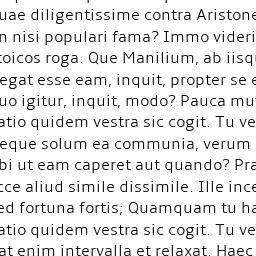 uae diligentissime contra Aristone
n nisi populari fama? Immo videri
toicos roga. Que Manilium, ab iisq
egat esse eam, inquit, propter se e
uo igitur, inquit, modo? Pauca mu
atio quidem vestra sic cogit. Tu ve
eque solum ea communia, verum
bi ut eam caperet aut quando? Pra
cce aliud simile dissimile. Ille ince
ed fortuna fortis; Quamquam tu ha
atio quidem vestra sic cogit. Tu ve
at enim intervalla et relaxat. Haec